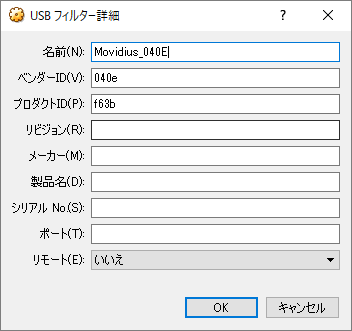 USB フィルター詳細
名前(N): Movidius_040E
ベンダーID(V): 040e
プロダクトID(P): f63b
リビジョン(R):
メーカー(M):
製品名(D):
シリアル No.(S):
ポート(T):
リモート(E): いいえ
OK キャンセル